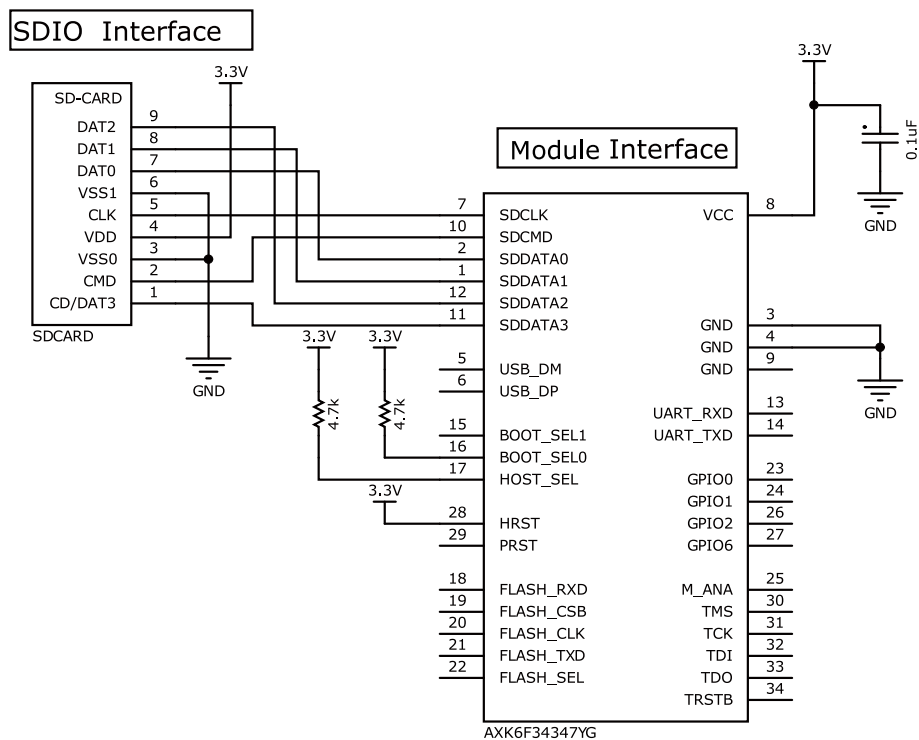 SDIO Interface
3.3V
3.3V
SD-CARD
DAT2 9
DAT1 8
DAT0 7
VSS1 6
CLK 5
VDD 4
VSS0 3
CMD 2
CD/DAT3 1
SDCARD
GND
0.1uF
GND
Module Interface
7 SDCLK VCC 8
10 SDCMD
2 SDDATA0
1 SDDATA1
12 SDDATA2
11 SDDATA3 GND 3
GND 4
5 USB_DM GND 9
6 USB_DP
GND
3.3V
3.3V
4.7k
4.7k
UART_RXD 13
15 BOOT_SEL1 UART_TXD 14
16 BOOT_SEL0
17 HOST_SEL GPIO0 23
3.3V
GPIO1 24
28 HRST GPIO2 26
29 PRST GPIO6 27
18 FLASH_RXD M_ANA 25
19 FLASH_CSB TMS 30
20 FLASH_CLK TCK 31
21 FLASH_TXD TDI 32
22 FLASH_SEL TDO 33
TRSTB 34
AXK6F34347YG